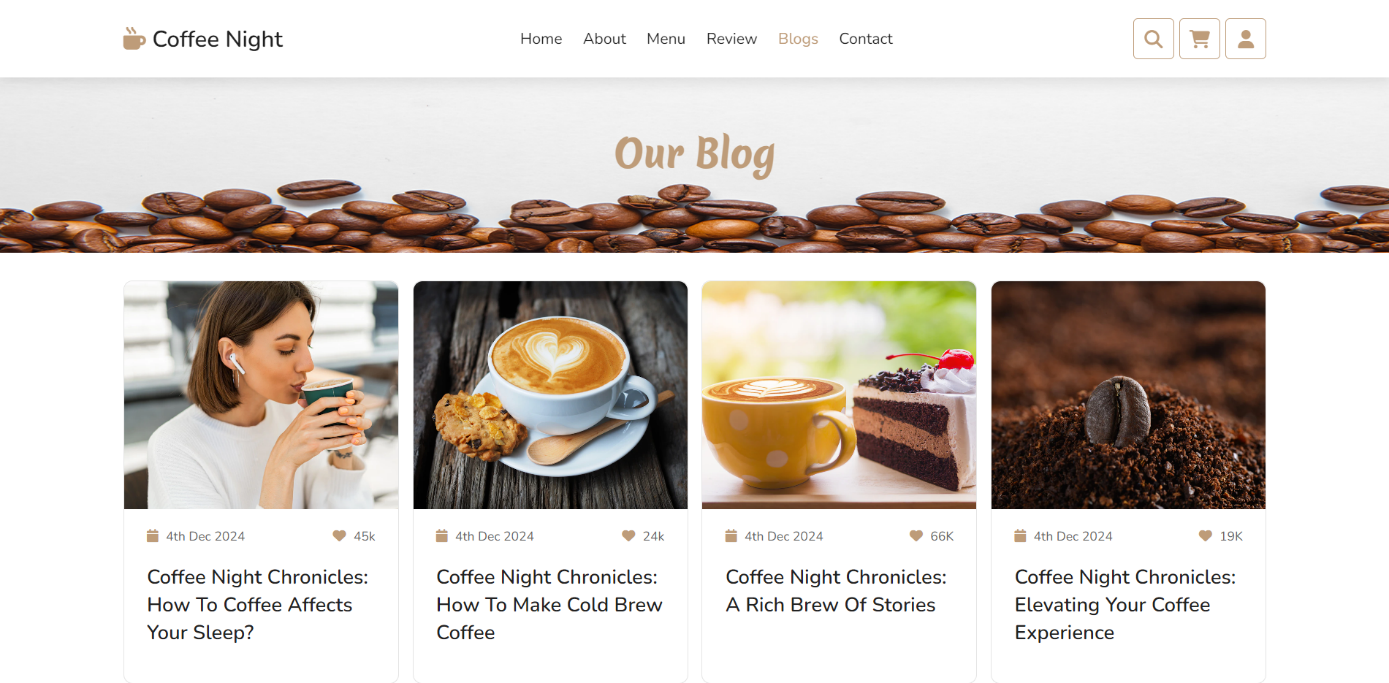 Coffee Night
Home About Menu Review Blogs Contact
Our Blog
4th Dec 2024 45k
Coffee Night Chronicles:
How To Coffee Affects
Your Sleep?
4th Dec 2024 24k
Coffee Night Chronicles:
How To Make Cold Brew
Coffee
4th Dec 2024 66K
Coffee Night Chronicles:
A Rich Brew Of Stories
4th Dec 2024 19K
Coffee Night Chronicles:
Elevating Your Coffee
Experience